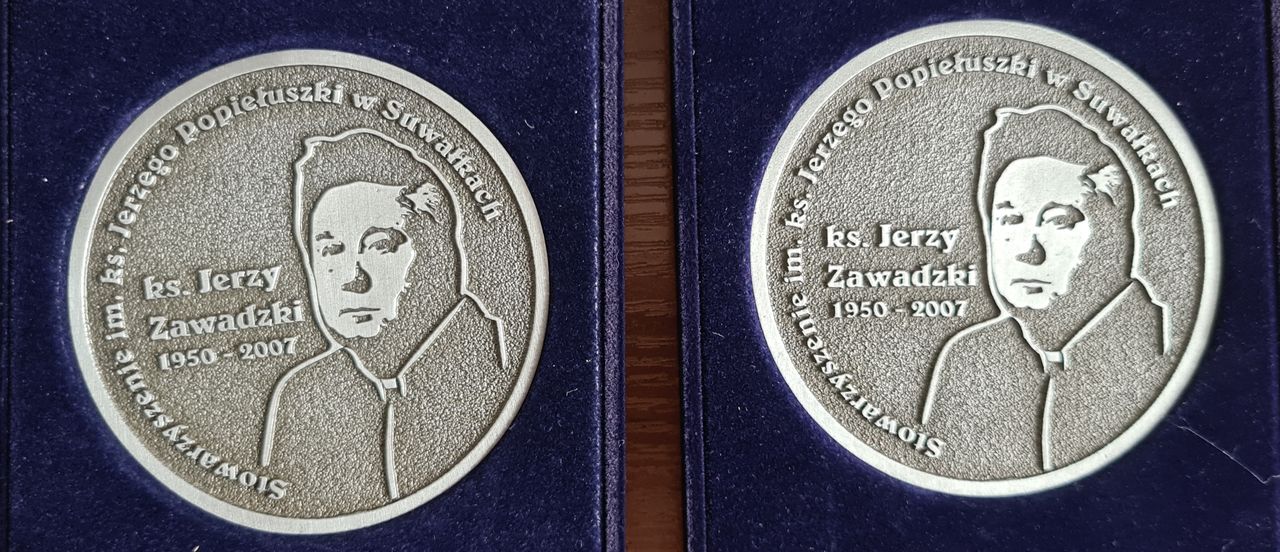 Stowarzyszenie im. ks. Jerzego Popiełuszki w Suwałkach
ks. Jerzy
Zawadzki
1950 - 2007
Stowarzyszenie im. ks. Jerzego Popiełuszki w Suwałkach
ks. Jerzy
Zawadzki
1950 - 2007